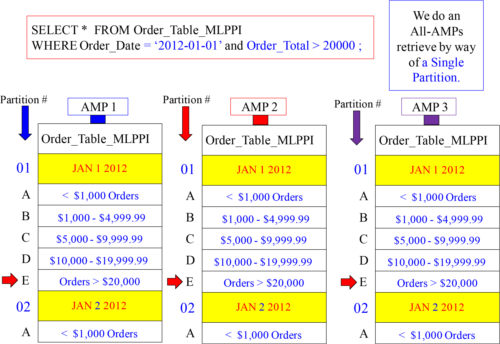 SELECT * FROM Order_Table_MLPPI
WHERE Order_Date = ‘2012-01-01’ and Order_Total > 20000 ;
We do an
All-AMPs
retrieve by way
of a Single
Partition.
Partition #
AMP 1
Order_Table_MLPPI
01
JAN 1 2012
A
< $1,000 Orders
B
$1,000 - $4,999.99
C
$5,000 - $9,999.99
D
$10,000 - $19,999.99
E
Orders > $20,000
02
JAN 2 2012
A
< $1,000 Orders
Partition #
AMP 2
Order_Table_MLPPI
01
JAN 1 2012
A
< $1,000 Orders
B
$1,000 - $4,999.99
C
$5,000 - $9,999.99
D
$10,000 - $19,999.99
E
Orders > $20,000
02
JAN 2 2012
A
< $1,000 Orders
Partition #
AMP 3
Order_Table_MLPPI
01
JAN 1 2012
A
< $1,000 Orders
B
$1,000 - $4,999.99
C
$5,000 - $9,999.99
D
$10,000 - $19,999.99
E
Orders > $20,000
02
JAN 2 2012
A
< $1,000 Orders